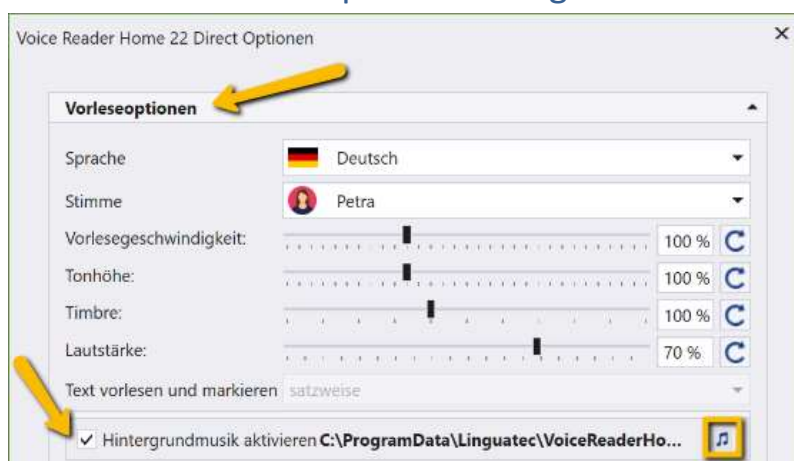 Voice Reader Home 22 Direct Optionen
Vorleseoptionen
Sprache Deutsch
Stimme Petra
Vorlesegeschwindigkeit: 100 %
Tonhöhe: 100 %
Timbre: 100 %
Lautstärke: 70 %
Text vorlesen und markieren satzweise
Hintergrundmusik aktivieren C:\ProgramData\Linguatec\VoiceReaderHo...